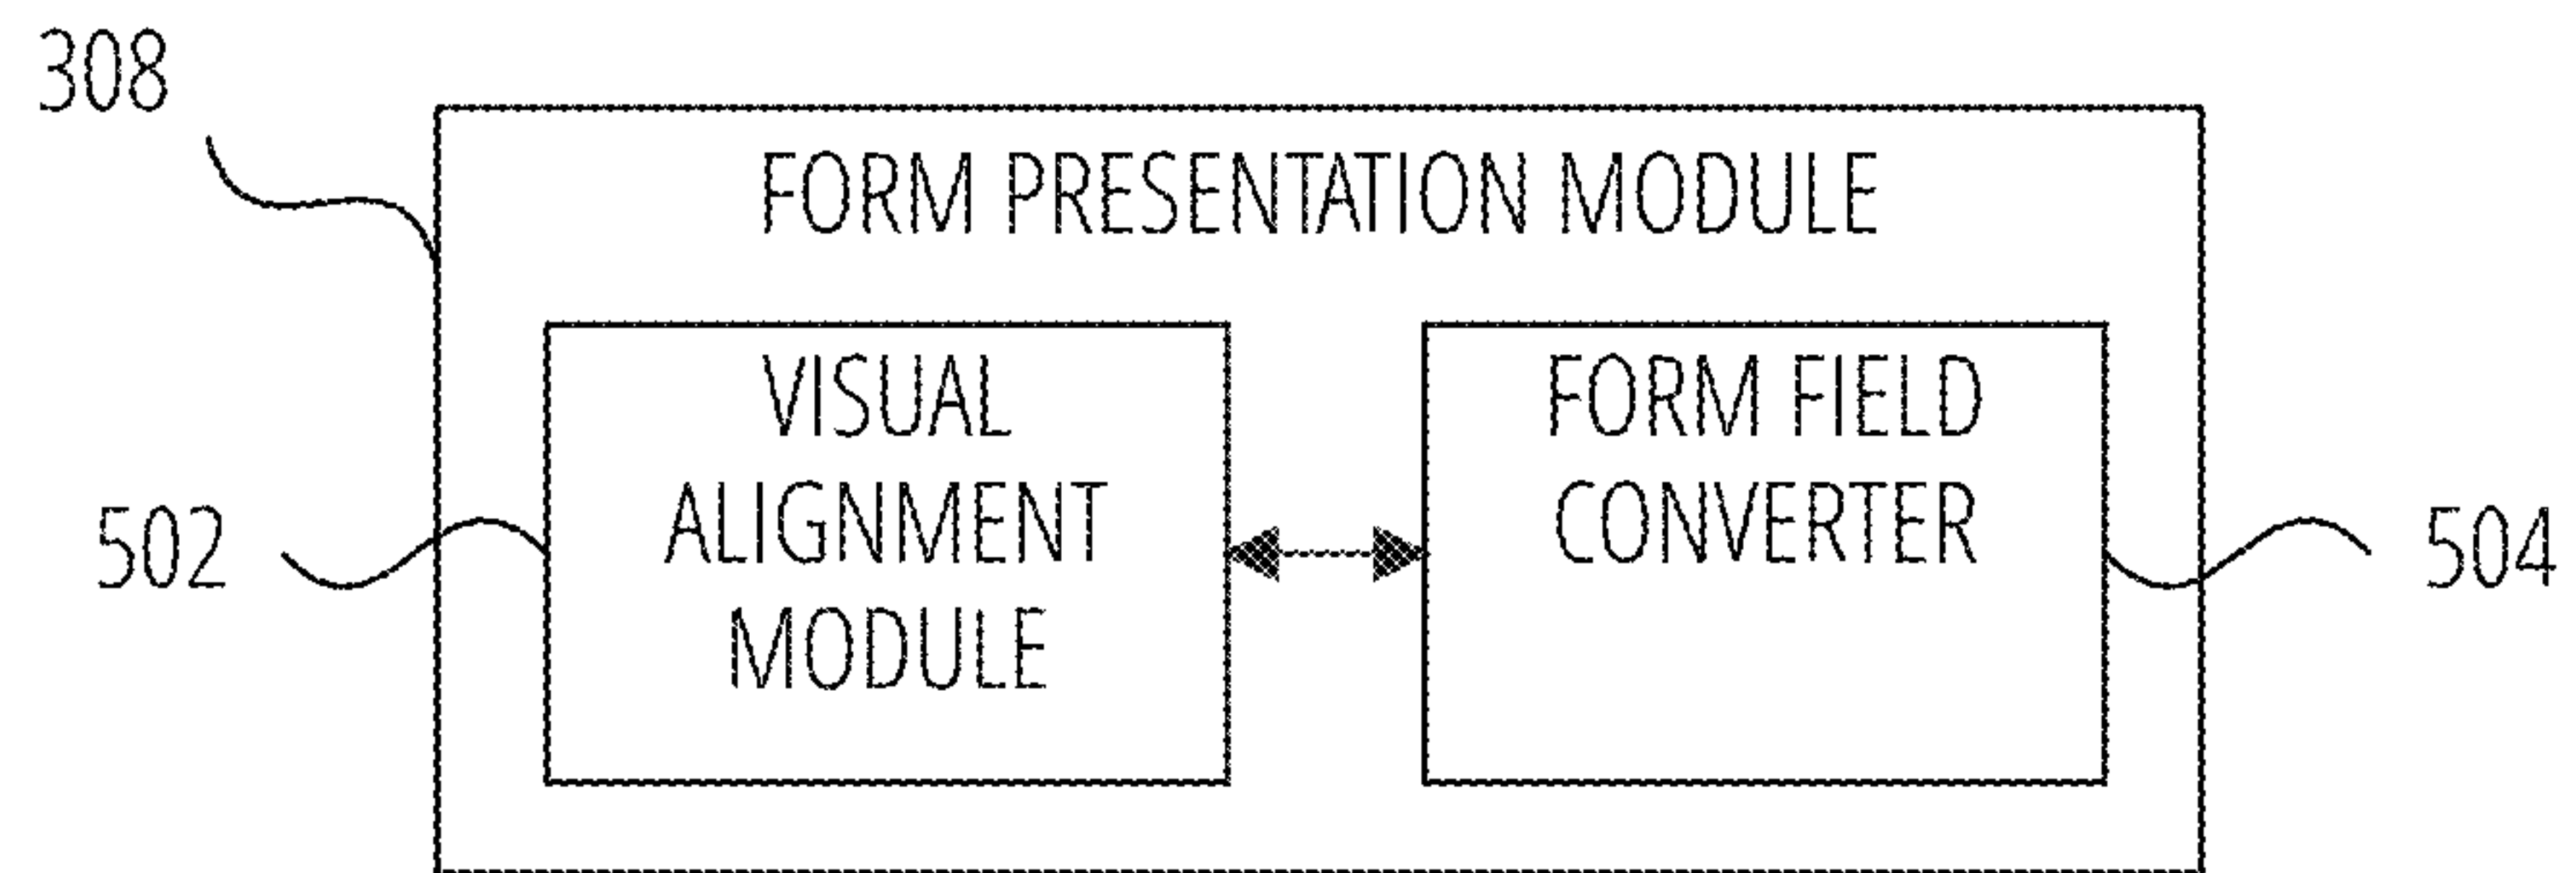 308
FORM PRESENTATION MODULE
VISUAL
ALIGNMENT
MODULE
FORM FIELD
CONVERTER
502
504